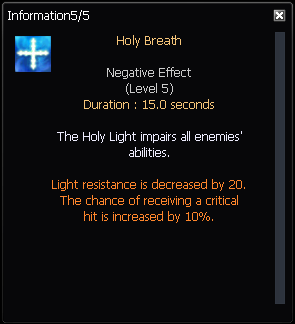 Information5/5
Holy Breath
Negative Effect
(Level 5)
Duration : 15.0 seconds
The Holy Light impairs all enemies'
abilities.
Light resistance is decreased by 20.
The chance of receiving a critical
hit is increased by 10%.